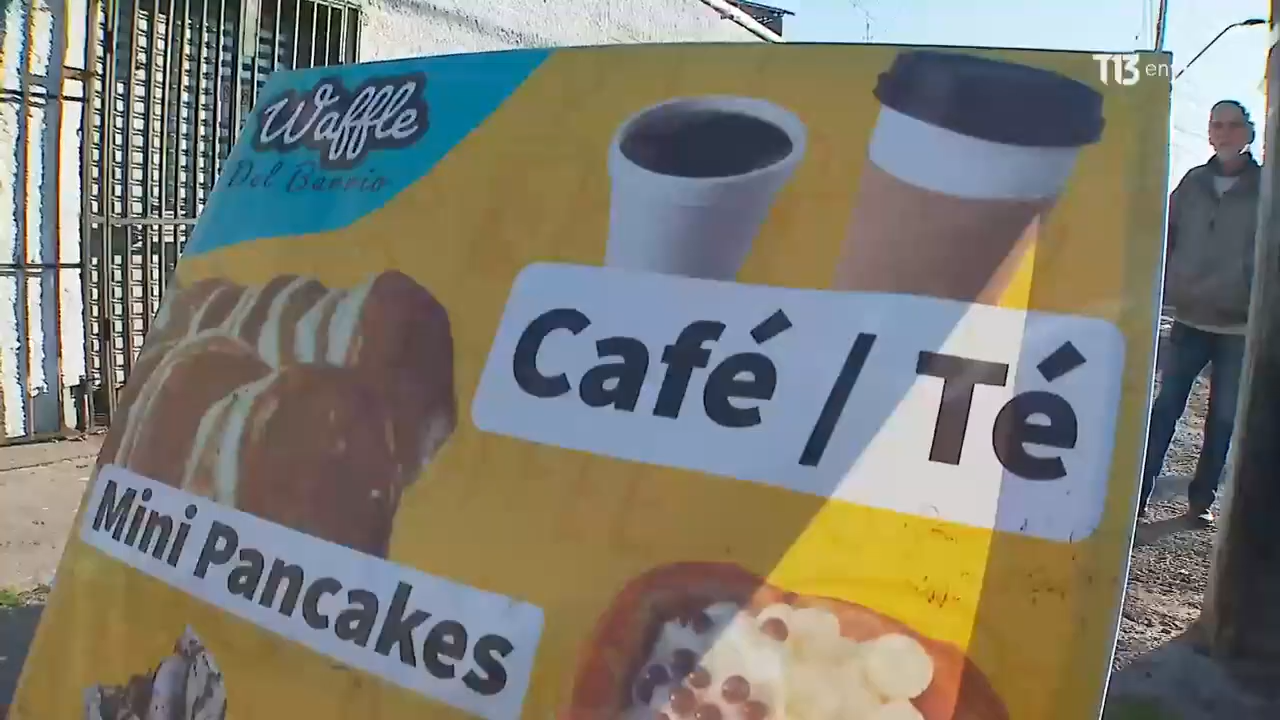 T13 en
Waffle
Del Barrio
Café / Té
Mini Pancakes